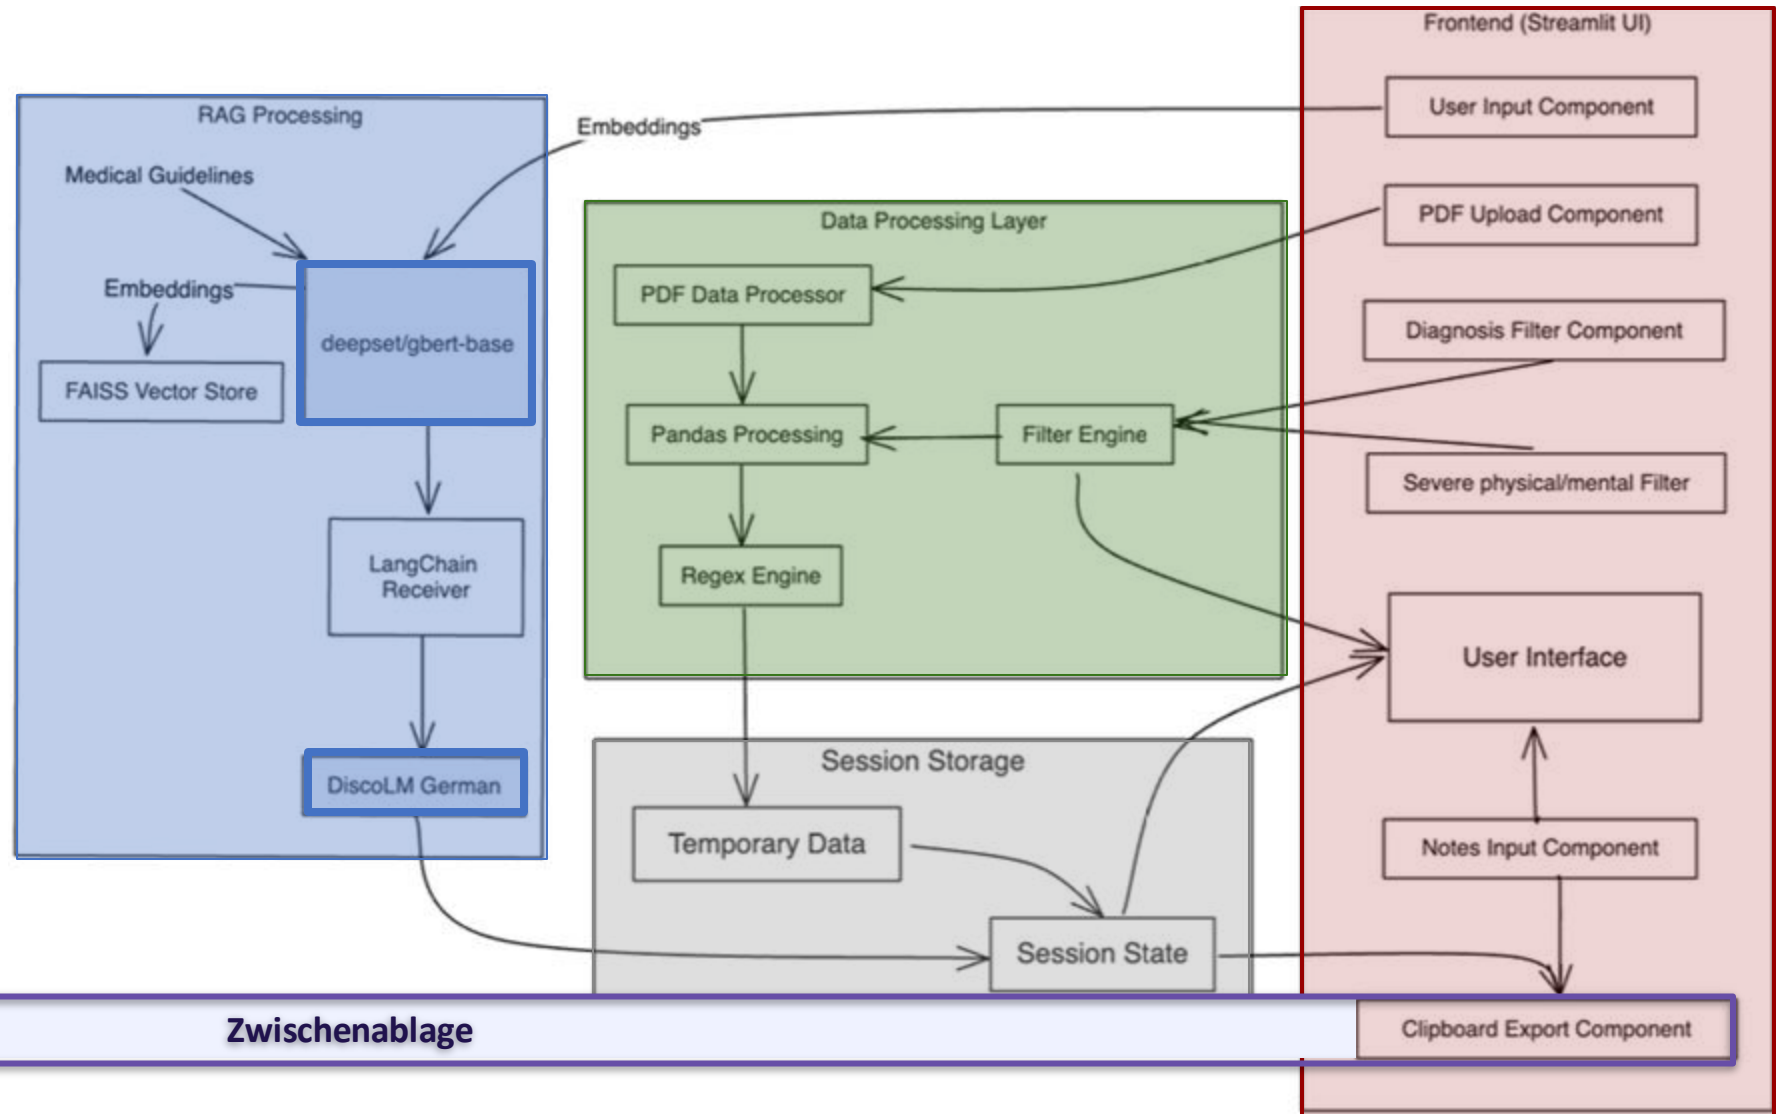 Frontend (Streamlit UI)
User Input Component
PDF Upload Component
Diagnosis Filter Component
Severe physical/mental Filter
User Interface
Notes Input Component
Clipboard Export Component
RAG Processing
Medical Guidelines
Embeddings
Embeddings
deepset/gbert-base
FAISS Vector Store
LangChain
Receiver
DiscoLM German
Data Processing Layer
PDF Data Processor
Pandas Processing
Filter Engine
Regex Engine
Session Storage
Temporary Data
Session State
Zwischenablage